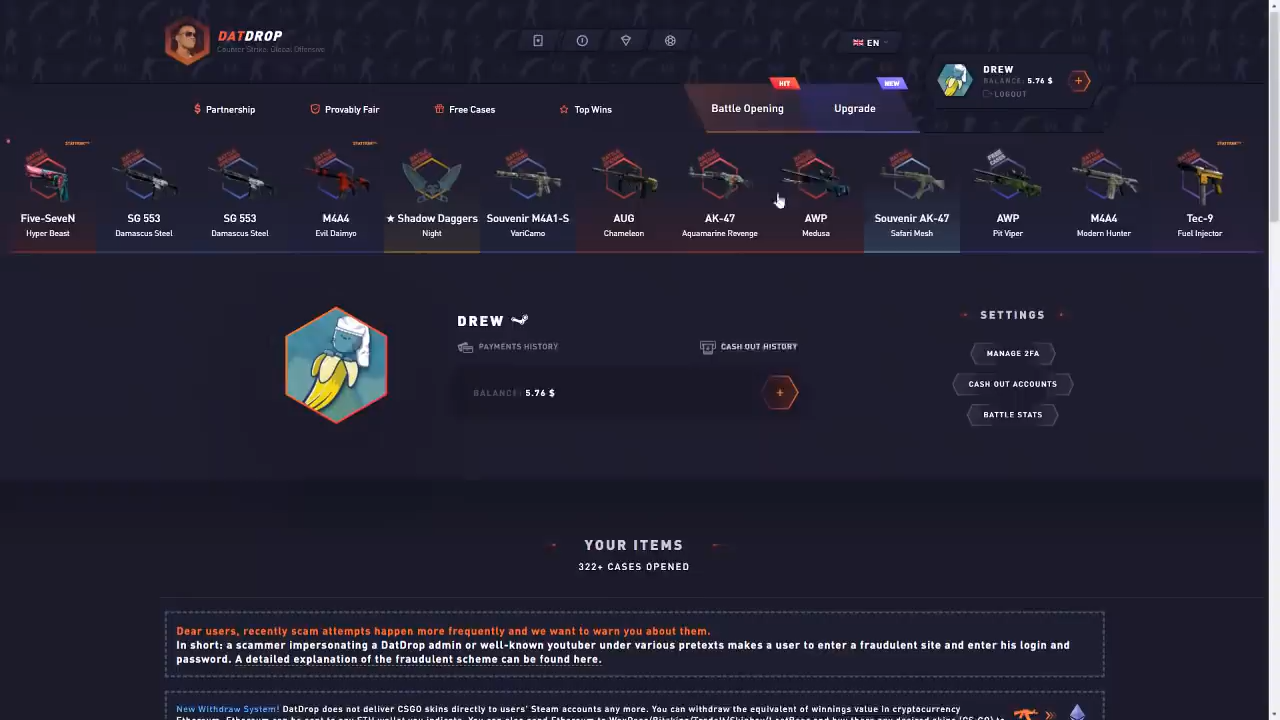 DATDROP
Counter Strike: Global Offensive
EN
DREW
BALANCE: 5.76 $
LOGOUT
HIT
NEW
Partnership
Provably Fair
Free Cases
Top Wins
Battle Opening
Upgrade
Five-SeveN
Hyper Beast
SG 553
Damascus Steel
SG 553
Damascus Steel
M4A4
Evil Daimyo
★ Shadow Daggers
Night
Souvenir M4A1-S
VariCamo
AUG
Chameleon
AK-47
Aquamarine Revenge
AWP
Medusa
Souvenir AK-47
Safari Mesh
AWP
Pit Viper
M4A4
Modern Hunter
Tec-9
Fuel Injector
DREW
PAYMENTS HISTORY
CASH OUT HISTORY
BALANCE: 5.76 $
SETTINGS
MANAGE 2FA
CASH OUT ACCOUNTS
BATTLE STATS
YOUR ITEMS
322+ CASES OPENED
Dear users, recently scam attempts happen more frequently and we want to warn you about them.
In short: a scammer impersonating a DatDrop admin or well-known youtuber under various pretexts makes a user to enter a fraudulent site and enter his login and
password. A detailed explanation of the fraudulent scheme can be found here.
New Withdraw System! DatDrop does not deliver CSGO skins directly to users' Steam accounts any more. You can withdraw the equivalent of winnings value in cryptocurrency